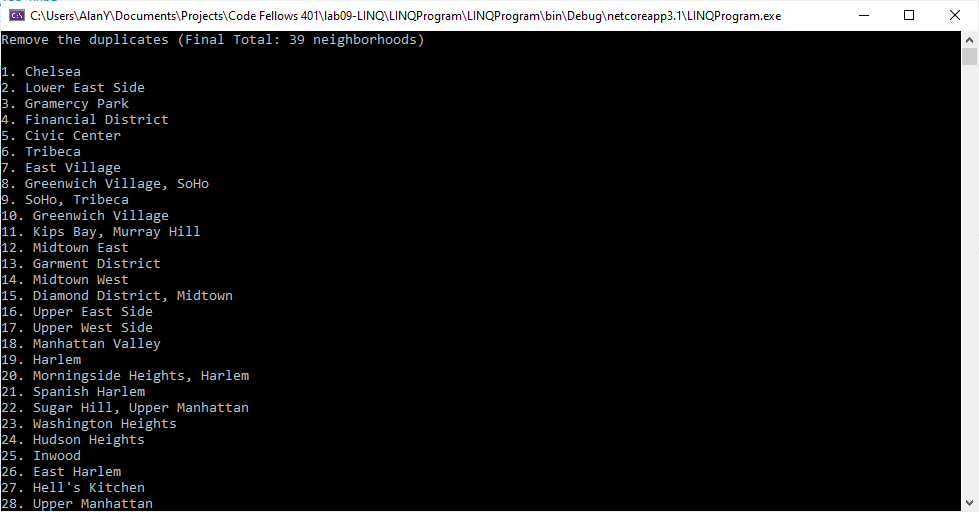 C:\Users\AlanY\Documents\Projects\Code Fellows 401\lab09-LINQ\LINQProgram\LINQProgram\bin\Debug\netcoreapp3.1\LINQProgram.exe
Remove the duplicates (Final Total: 39 neighborhoods)
1. Chelsea
2. Lower East Side
3. Gramercy Park
4. Financial District
5. Civic Center
6. Tribeca
7. East Village
8. Greenwich Village, SoHo
9. SoHo, Tribeca
10. Greenwich Village
11. Kips Bay, Murray Hill
12. Midtown East
13. Garment District
14. Midtown West
15. Diamond District, Midtown
16. Upper East Side
17. Upper West Side
18. Manhattan Valley
19. Harlem
20. Morningside Heights, Harlem
21. Spanish Harlem
22. Sugar Hill, Upper Manhattan
23. Washington Heights
24. Hudson Heights
25. Inwood
26. East Harlem
27. Hell's Kitchen
28. Upper Manhattan